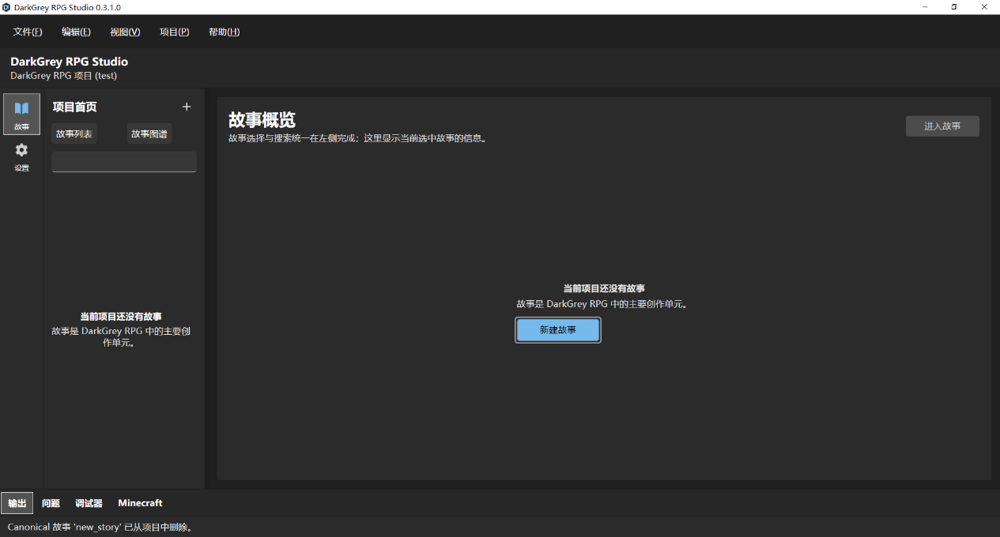 DarkGrey RPG Studio 0.3.1.0
文件(F) 编辑(E) 视图(V) 项目(P) 帮助(H)
DarkGrey RPG Studio
DarkGrey RPG 项目 (test)
故事
设置
项目首页
故事列表 故事图谱
当前项目还没有故事
故事是 DarkGrey RPG 中的主要创
作单元。
故事概览
故事选择与搜索统一在左侧完成；这里显示当前选中故事的信息。
进入故事
当前项目还没有故事
故事是 DarkGrey RPG 中的主要创作单元。
新建故事
输出 问题 调试器 Minecraft
Canonical 故事 'new_story' 已从项目中删除。